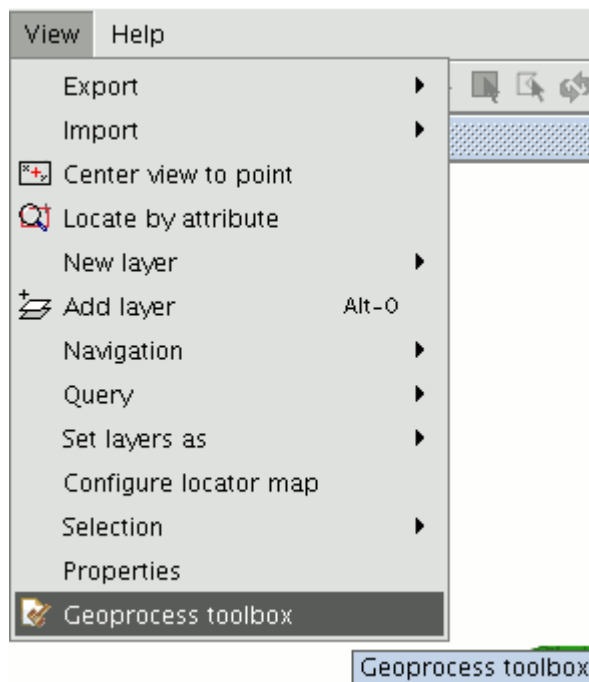 View Help
Export
Import
Center view to point
Locate by attribute
New layer
Add layer Alt-O
Navigation
Query
Set layers as
Configure locator map
Selection
Properties
Geoprocess toolbox
Geoprocess toolbox